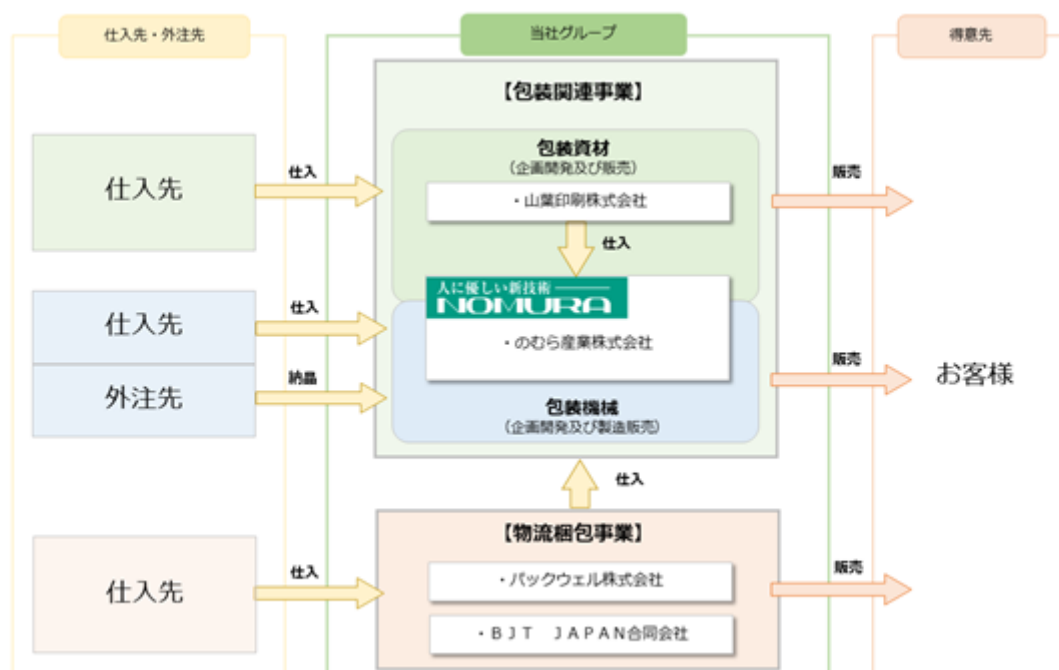 仕入先・外注先
当社グループ
得意先
【包装関連事業】
包装資材
(企画開発及び販売)
仕入先
仕入
・山葉印刷株式会社
販売
仕入
人に優しい新技術
NOMURA
仕入先
仕入
・のむら産業株式会社
外注先
納品
販売
お客様
包装機械
(企画開発及び製造販売)
仕入
【物流梱包事業】
仕入先
仕入
・パックウェル株式会社
販売
・BJT JAPAN合同会社